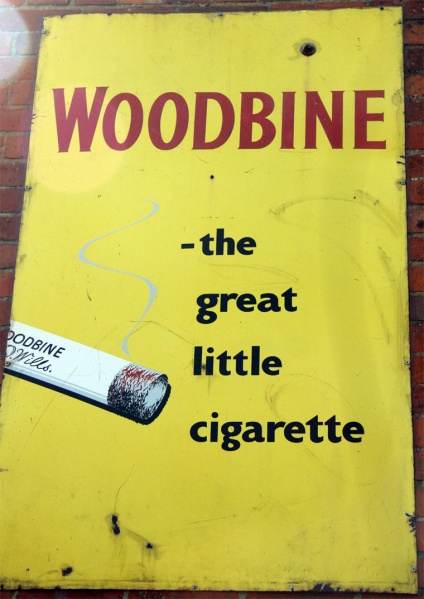 WOODBINE
-the
great
little
cigarette
OODBINE
Wills.